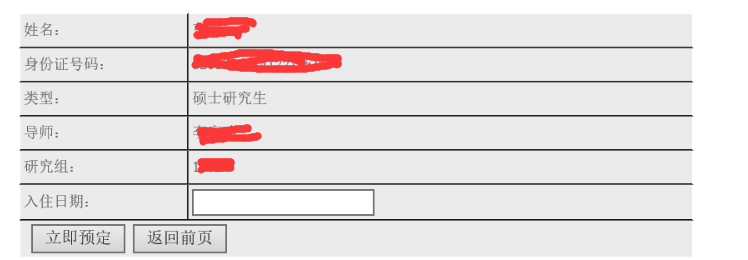 姓名：
身份证号码：
类型： 硕士研究生
导师：
研究组：
入住日期：
立即预定 返回前页